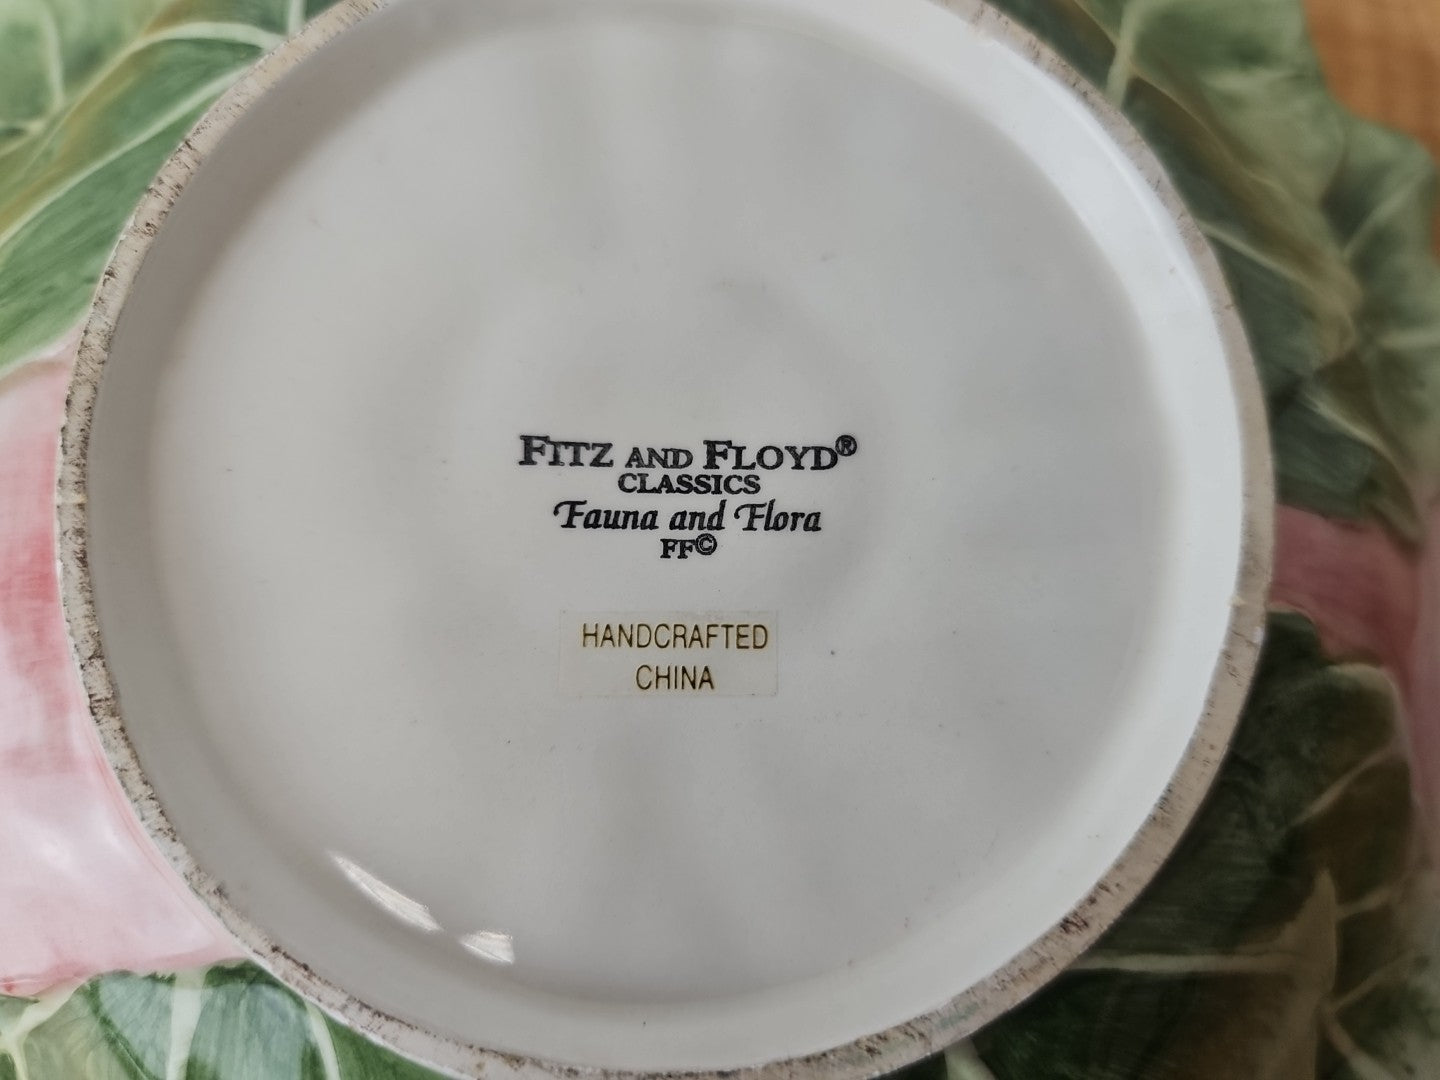 FITZ AND FLOYD®
CLASSICS
Fauna and Flora
FF©
HANDCRAFTED
CHINA